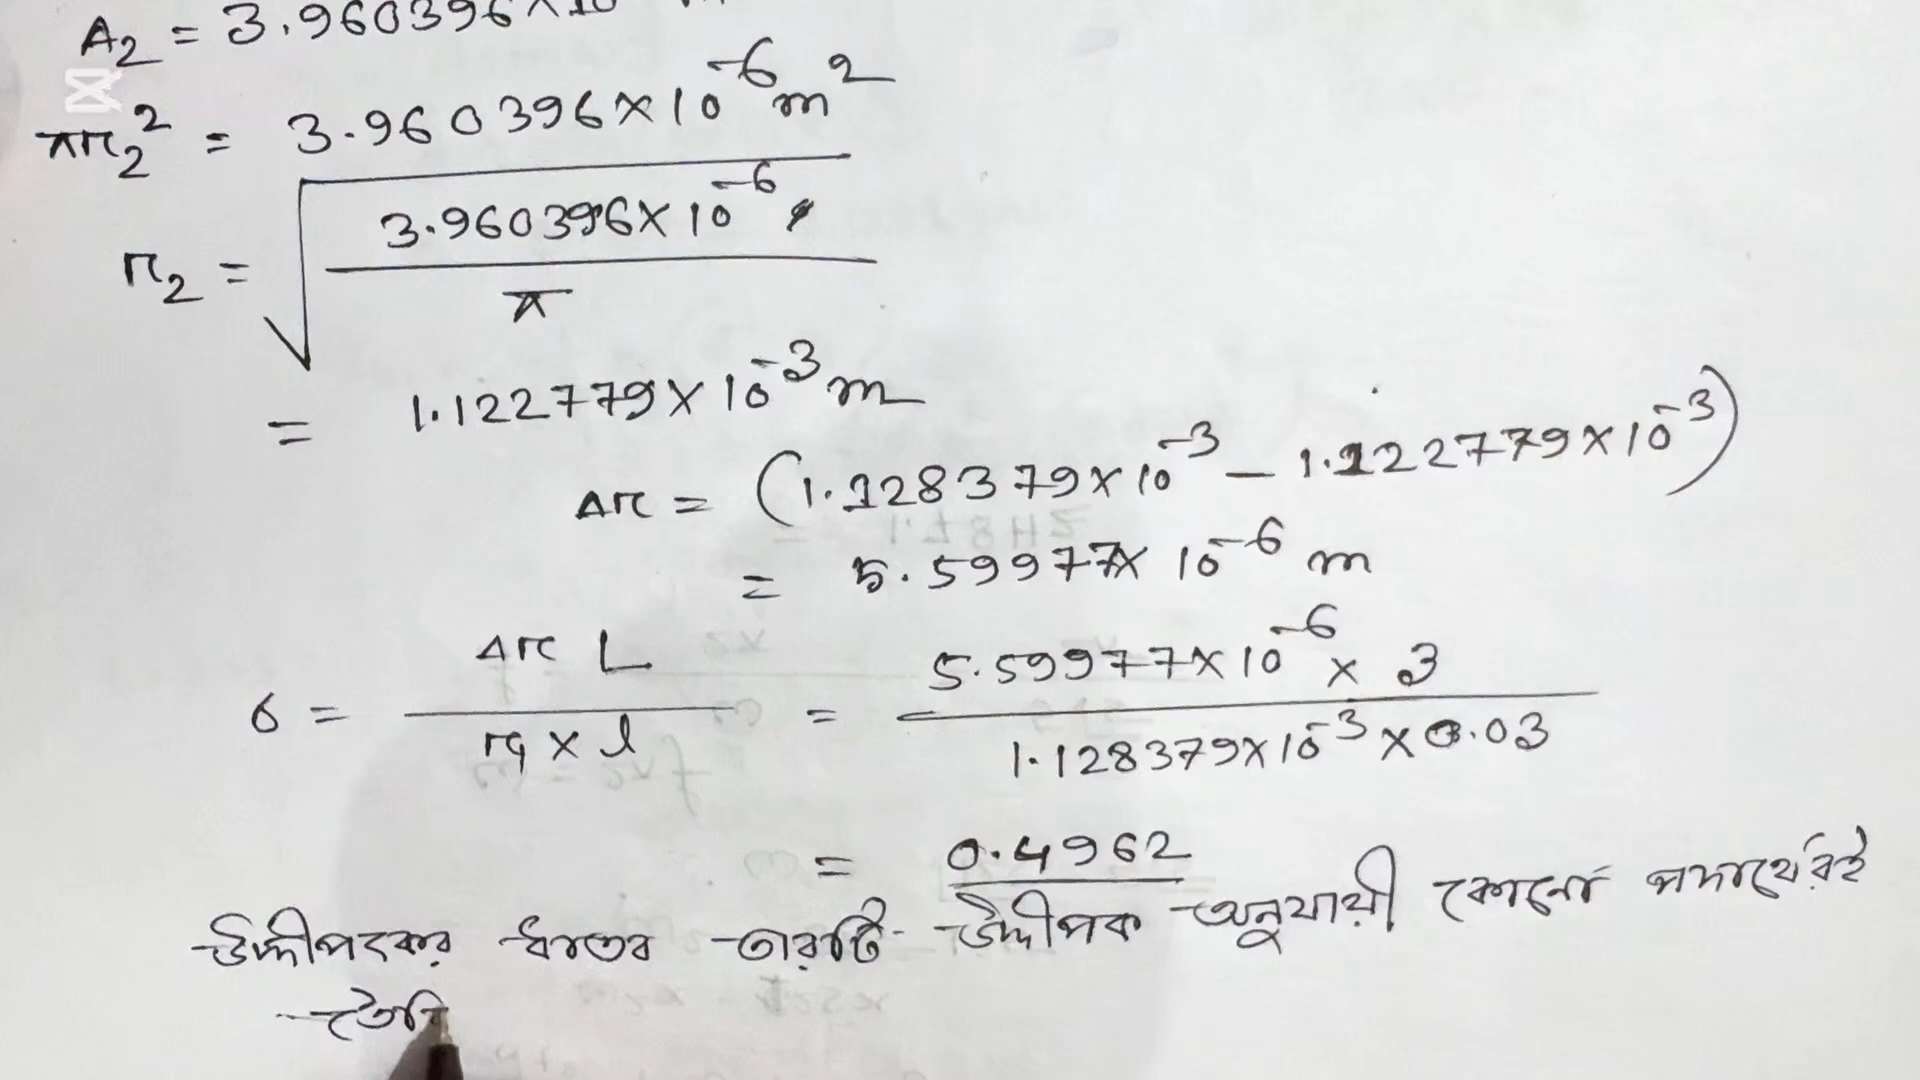 A₂ = 3.960396×10
πr₂² = 3.960396×10⁻⁶ m²
r₂ = √(3.960396×10⁻⁶ / π)
= 1.122779×10⁻³ m
Δr = (1.128379×10⁻³ − 1.122779×10⁻³)
= 5.59977×10⁻⁶ m
σ = Δr L / r₁ × l = 5.59977×10⁻⁶ × 3 / 1.128379×10⁻³ × 0.03
= 0.4962
উদ্দীপকের ধাতব তারটি উদ্দীপক অনুযায়ী কোনো পদার্থেরই
তৈরি